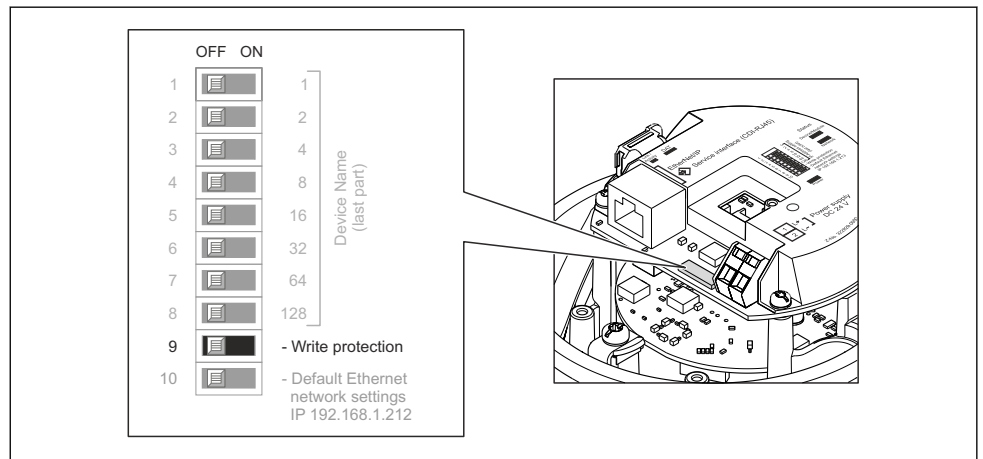 OFF ON
1 1
2 2
3 4
4 8
5 16
6 32
7 64
8 128
Device Name
(last part)
9 - Write protection
10 - Default Ethernet
network settings
IP 192.168.1.212
EtherNet/IP
Service interface (CDI-RJ45)
1 +
2 -
Power supply
DC 24 V